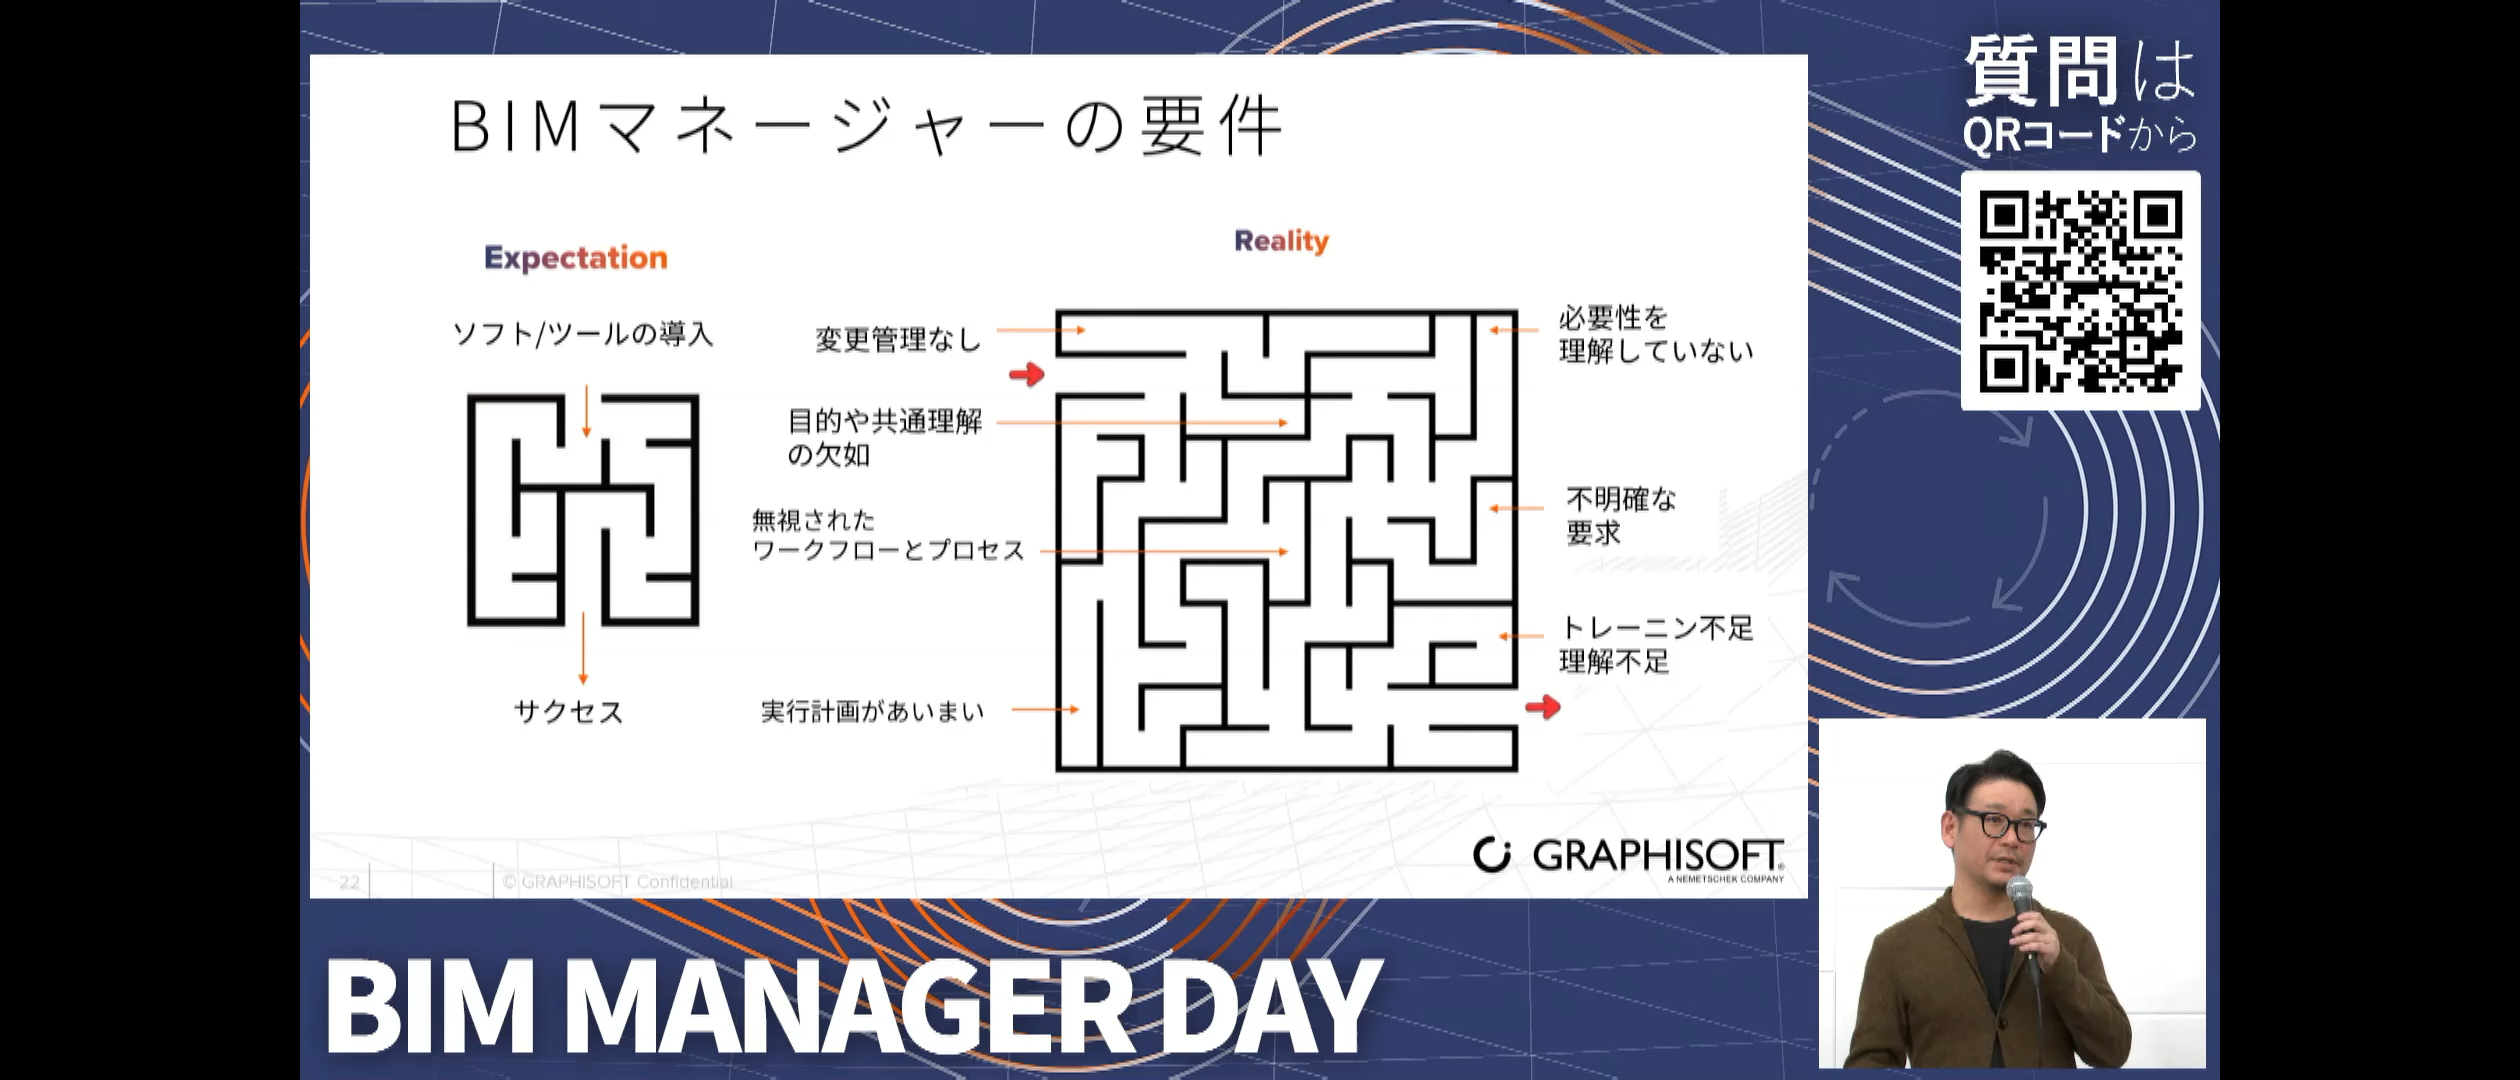 質問は
QRコードから
BIMマネージャーの要件
Expectation
ソフト/ツールの導入
サクセス
Reality
変更管理なし
目的や共通理解
の欠如
無視された
ワークフローとプロセス
実行計画があいまい
必要性を
理解していない
不明確な
要求
トレーニン不足
理解不足
22
© GRAPHISOFT Confidential
GRAPHISOFT®
A NEMETSCHEK COMPANY
BIM MANAGER DAY